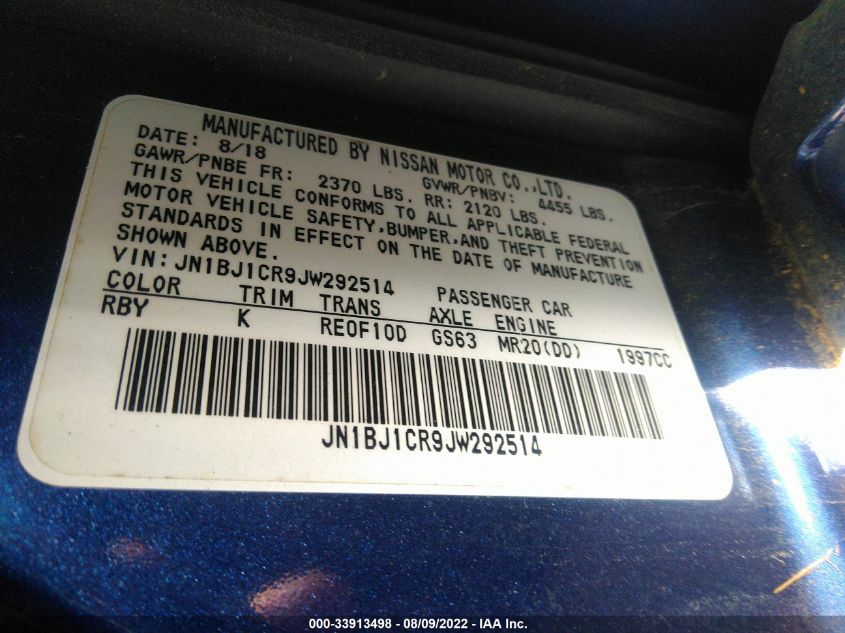 MANUFACTURED BY NISSAN MOTOR CO.,LTD.
DATE: 8/18 GVWR/PNBV: 4455 LBS.
GAWR/PNBE FR: 2370 LBS. RR: 2120 LBS.
THIS VEHICLE CONFORMS TO ALL APPLICABLE FEDERAL
MOTOR VEHICLE SAFETY,BUMPER,AND THEFT PREVENTION
STANDARDS IN EFFECT ON THE DATE OF MANUFACTURE
SHOWN ABOVE.
VIN: JN1BJ1CR9JW292514 PASSENGER CAR
COLOR TRIM TRANS AXLE ENGINE
RBY K RE0F10D GS63 MR20(DD) 1997CC
JN1BJ1CR9JW292514
000-33913498 - 08/09/2022 - IAA Inc.